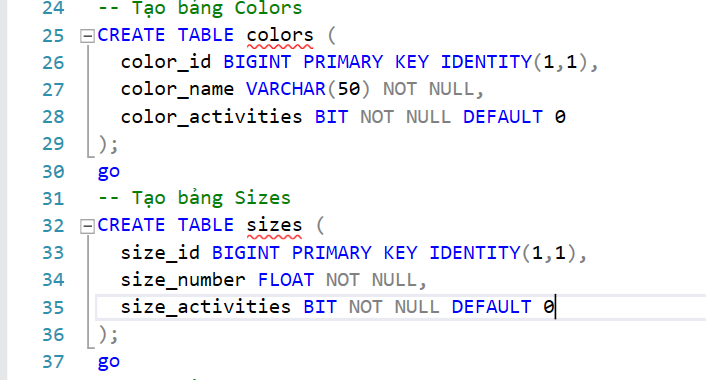 24 -- Tạo bảng Colors
25 CREATE TABLE colors (
26 color_id BIGINT PRIMARY KEY IDENTITY(1,1),
27 color_name VARCHAR(50) NOT NULL,
28 color_activities BIT NOT NULL DEFAULT 0
29 );
30 go
31 -- Tạo bảng Sizes
32 CREATE TABLE sizes (
33 size_id BIGINT PRIMARY KEY IDENTITY(1,1),
34 size_number FLOAT NOT NULL,
35 size_activities BIT NOT NULL DEFAULT 0
36 );
37 go